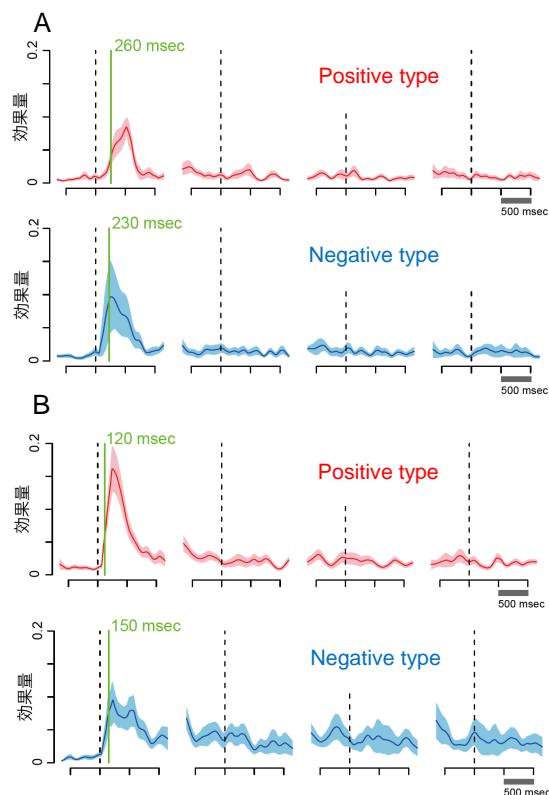 A
260 msec
0.2
Positive type
効果量
0
500 msec
230 msec
0.2
Negative type
効果量
0
500 msec
B
120 msec
0.2
Positive type
効果量
0
500 msec
150 msec
0.2
Negative type
効果量
0
500 msec